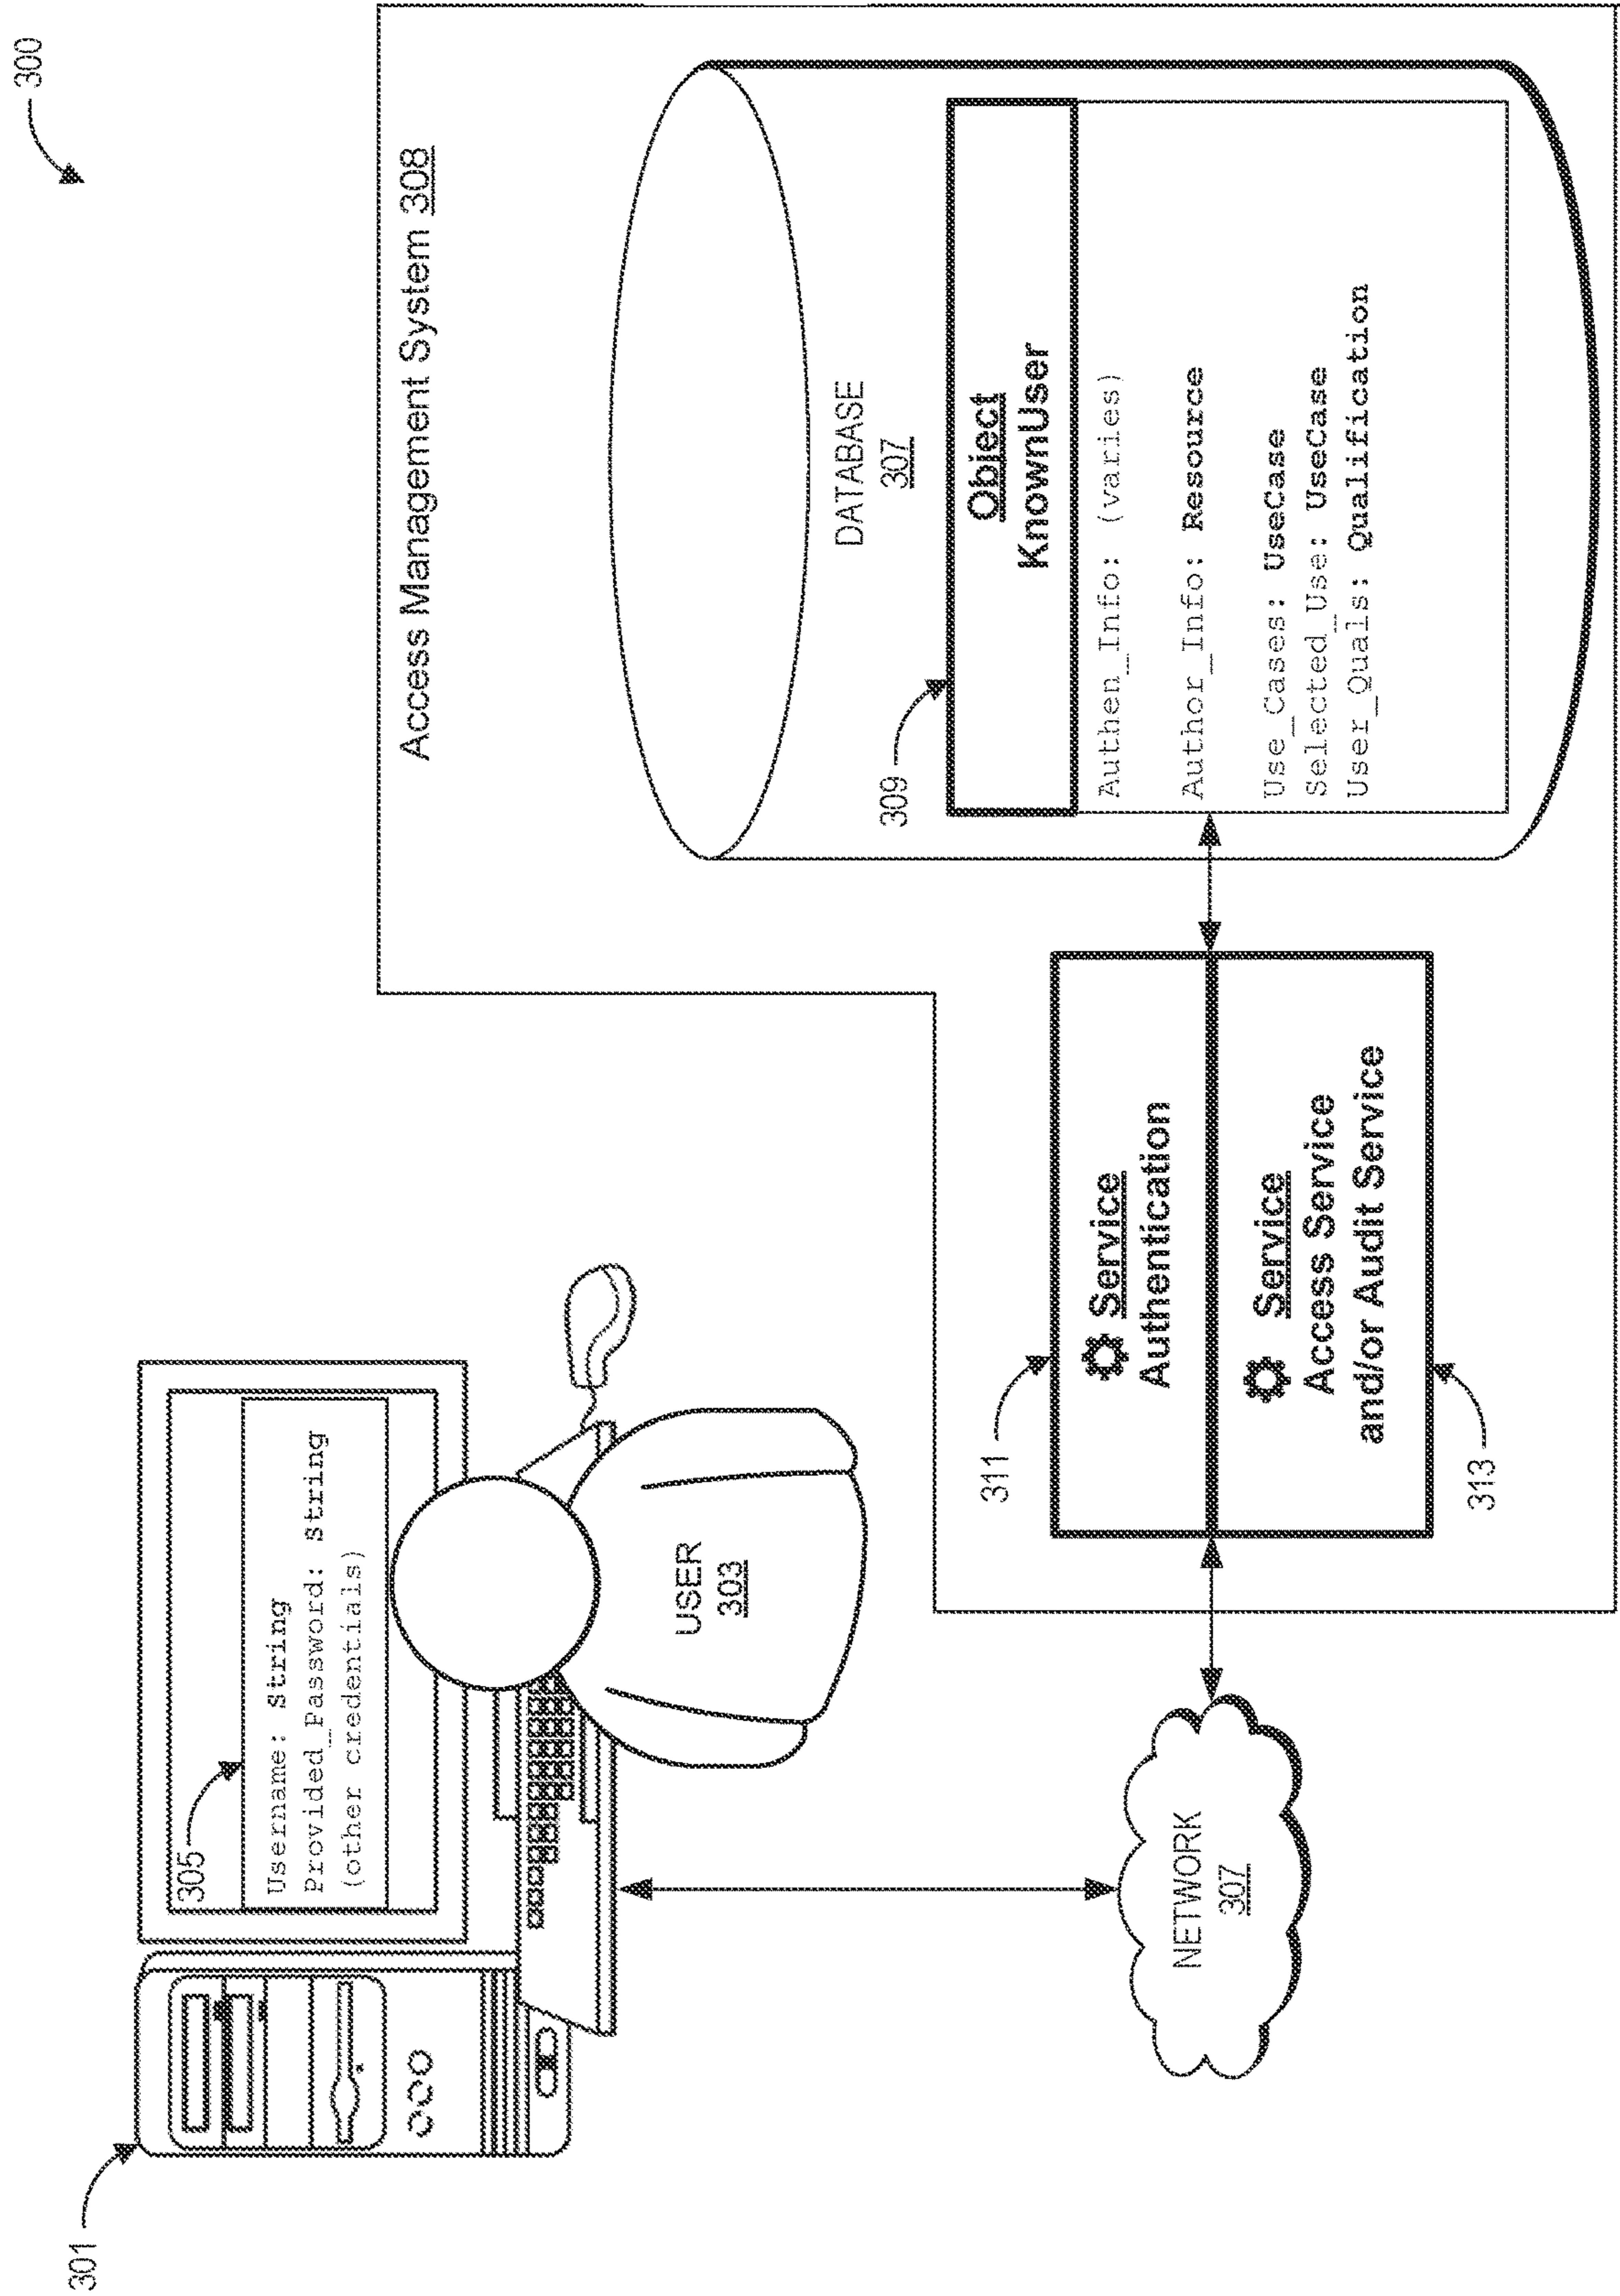 300
301
305
Username: String
Provided_Password: String
(other credentials)
USER
303
NETWORK
307
Access Management System 308
DATABASE
307
309
Object
KnownUser
Authen_Info: (varies)
Author_Info: Resource
Use_Cases: UseCase
Selected_Use: UseCase
User_Quals: Qualification
311
Service
Authentication
Service
Access Service
and/or Audit Service
313